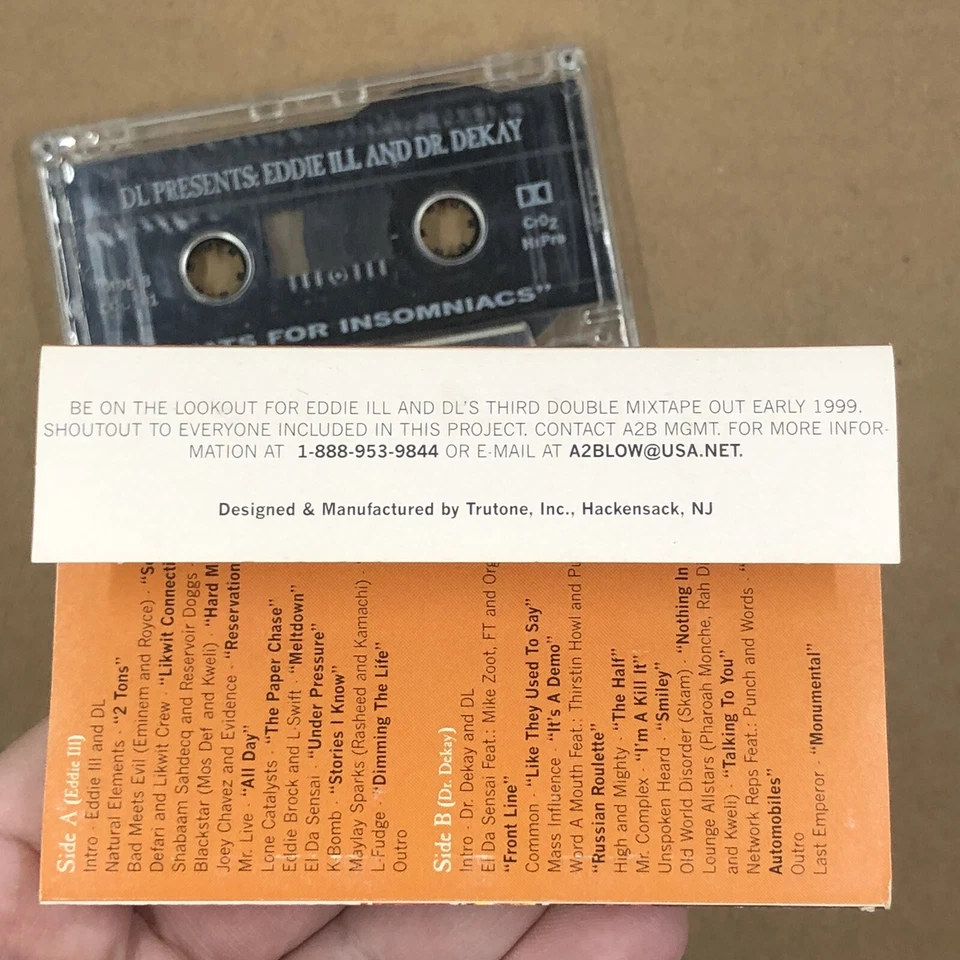 DL PRESENTS: EDDIE ILL AND DR. DEKAY
CrO2
HiPro
FOR INSOMNIACS"
BE ON THE LOOKOUT FOR EDDIE ILL AND DL'S THIRD DOUBLE MIXTAPE OUT EARLY 1999.
SHOUTOUT TO EVERYONE INCLUDED IN THIS PROJECT. CONTACT A2B MGMT. FOR MORE INFOR-
MATION AT 1-888-953-9844 OR E-MAIL AT A2BLOW@USA.NET.
Designed & Manufactured by Trutone, Inc., Hackensack, NJ
Side A (Eddie Ill)
Intro · Eddie Ill and DL
Natural Elements · "2 Tons"
Bad Meets Evil (Eminem and Royce) ·
Defari and Likwit Crew · "Likwit Connecti
Shabaam Sahdecq and Reservoir Doggs
Blackstar (Mos Def and Kweli) · "Hard M
Joey Chavez and Evidence · "Reservation
Mr. Live · "All Day"
Lone Catalysts · "The Paper Chase"
Eddie Brock and L-Swift · "Meltdown"
El Da Sensai · "Under Pressure"
K-Bomb · "Stories I Know"
Maylay Sparks (Rasheed and Kamachi) ·
L-Fudge · "Dimming The Life"
Outro
Side B (Dr. Dekay)
Intro · Dr. Dekay and DL
El Da Sensai Feat.: Mike Zoot, FT and Org
"Front Line"
Common · "Like They Used To Say"
Mass Influence · "It's A Demo"
Word A Mouth Feat.: Thirstin Howl and Pu
"Russian Roulette"
High and Mighty · "The Half"
Mr. Complex · "I'm A Kill It"
Unspoken Heard · "Smiley"
Old World Disorder (Skam) · "Nothing In
Lounge Allstars (Pharoah Monche, Rah D
and Kweli) · "Talking To You"
Network Reps Feat.: Punch and Words · "
Automobiles"
Outro
Last Emperor · "Monumental"